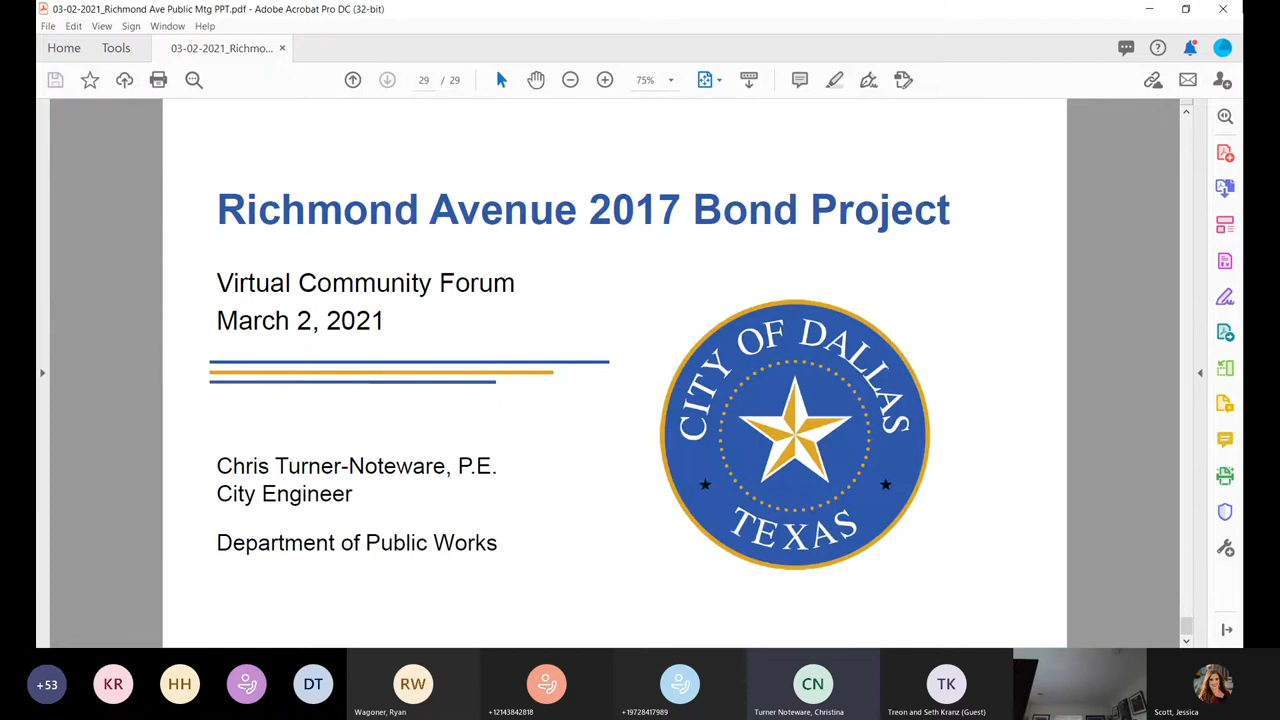 03-02-2021_Richmond Ave Public Mtg PPT.pdf - Adobe Acrobat Pro DC (32-bit)
File Edit View Sign Window Help
Home Tools 03-02-2021_Richmo... ×
29 / 29 75%
Richmond Avenue 2017 Bond Project
Virtual Community Forum
March 2, 2021
CITY OF DALLAS
TEXAS
Chris Turner-Noteware, P.E.
City Engineer
Department of Public Works
+53 KR HH DT RW CN TK
Wagoner, Ryan +12143842818 +19728417989 Turner Noteware, Christina Treon and Seth Kranz (Guest) Scott, Jessica